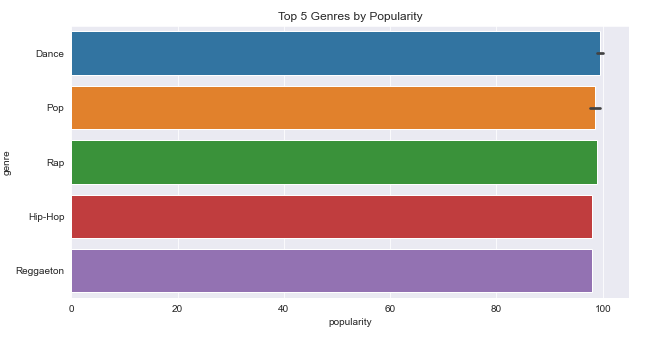 Top 5 Genres by Popularity
genre
Dance
Pop
Rap
Hip-Hop
Reggaeton
0 20 40 60 80 100
popularity